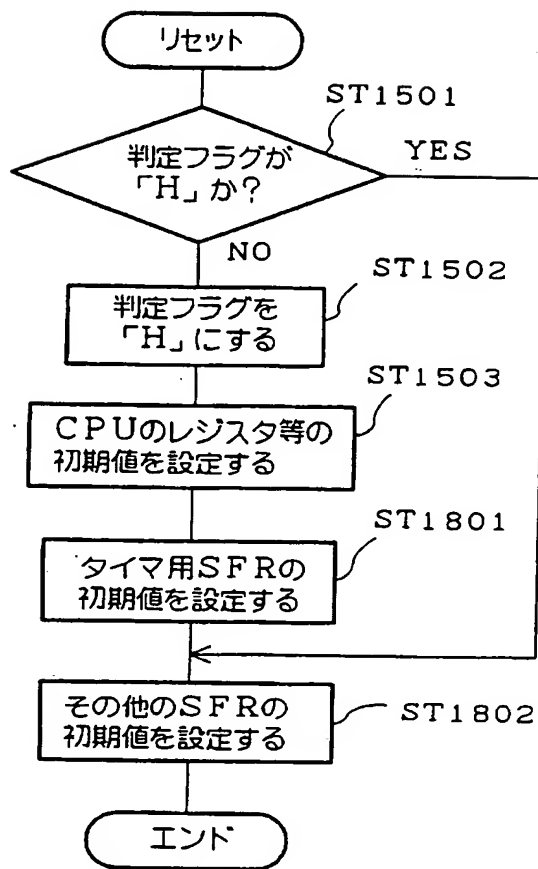 リセット
ST1501
判定フラグが
「H」か？
YES
NO
ST1502
判定フラグを
「H」にする
ST1503
CPUのレジスタ等の
初期値を設定する
ST1801
タイマ用SFRの
初期値を設定する
その他のSFRの
初期値を設定する
ST1802
エンド